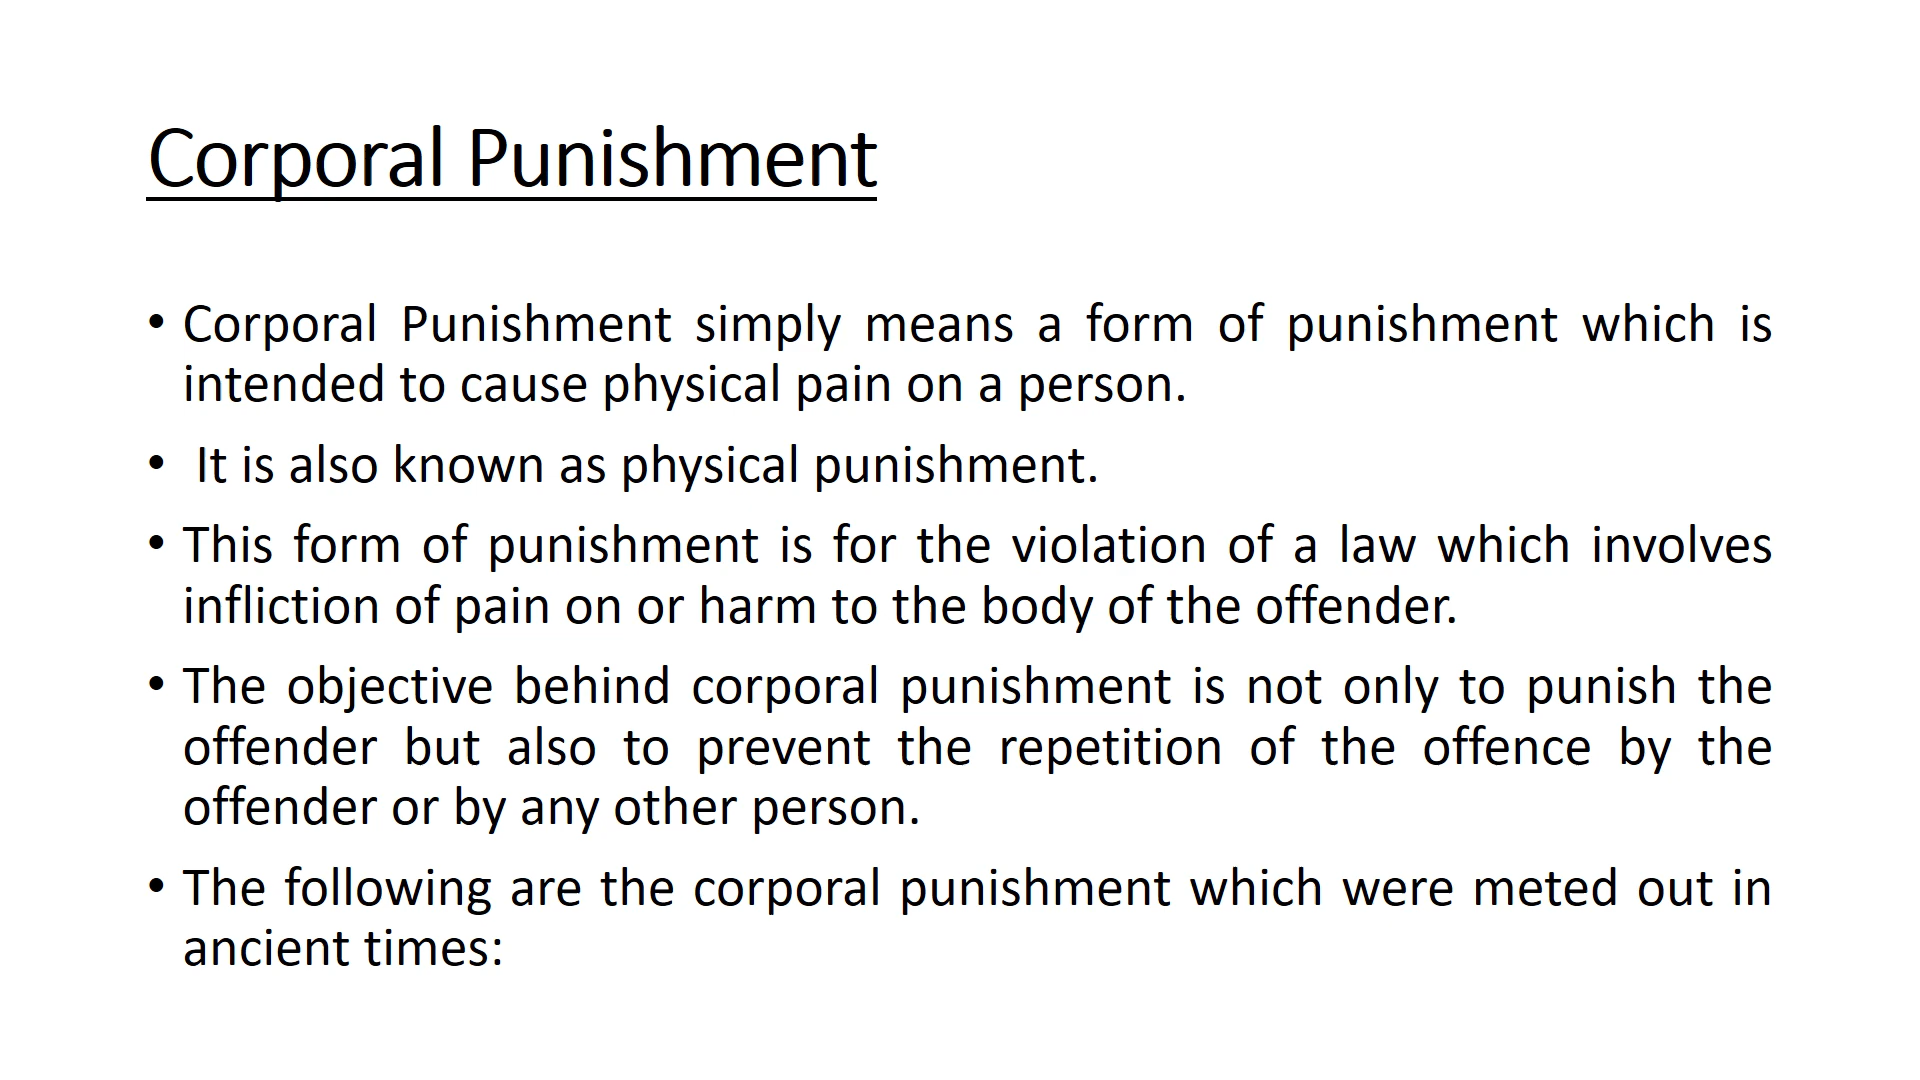 Corporal Punishment
• Corporal Punishment simply means a form of punishment which is
intended to cause physical pain on a person.
• It is also known as physical punishment.
• This form of punishment is for the violation of a law which involves
infliction of pain on or harm to the body of the offender.
• The objective behind corporal punishment is not only to punish the
offender but also to prevent the repetition of the offence by the
offender or by any other person.
• The following are the corporal punishment which were meted out in
ancient times: